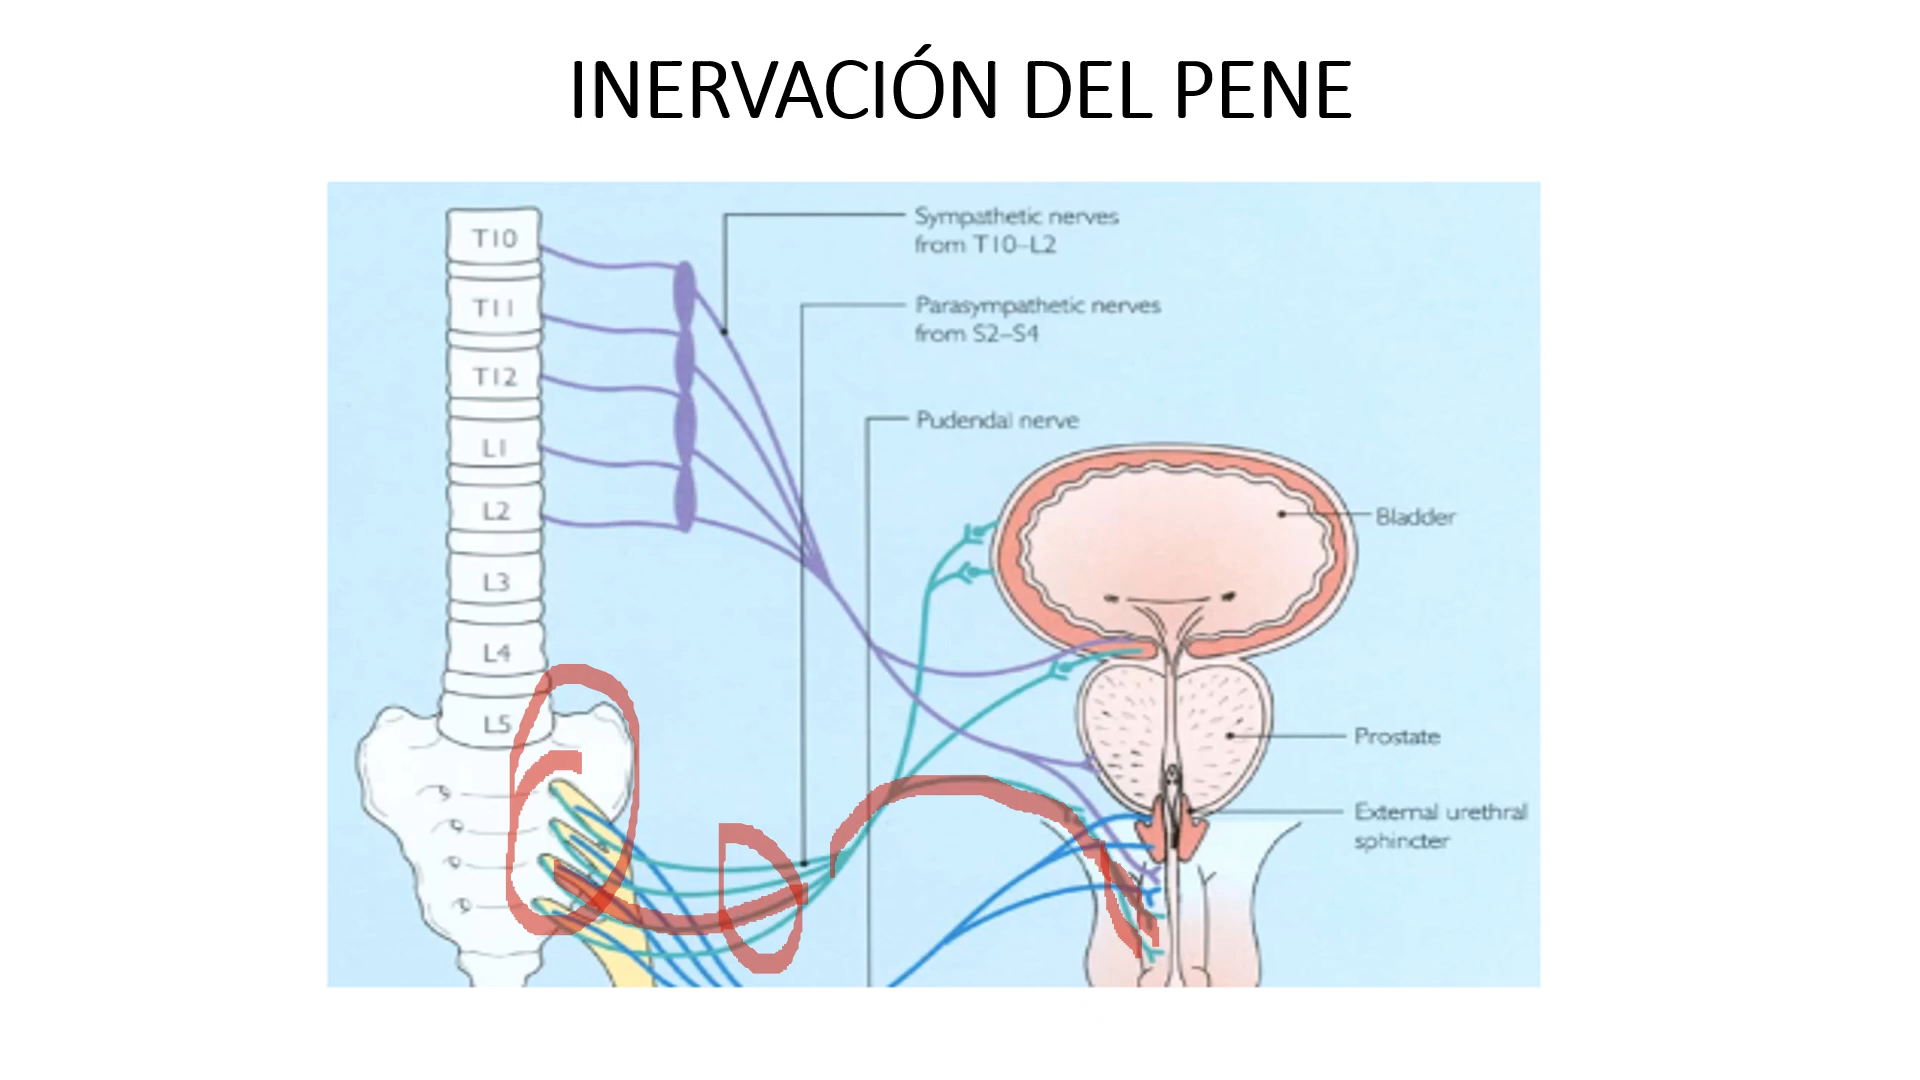 INERVACIÓN DEL PENE
T10
T11
T12
L1
L2
L3
L4
L5
Sympathetic nerves
from T10–L2
Parasympathetic nerves
from S2–S4
Pudendal nerve
Bladder
Prostate
External urethral
sphincter